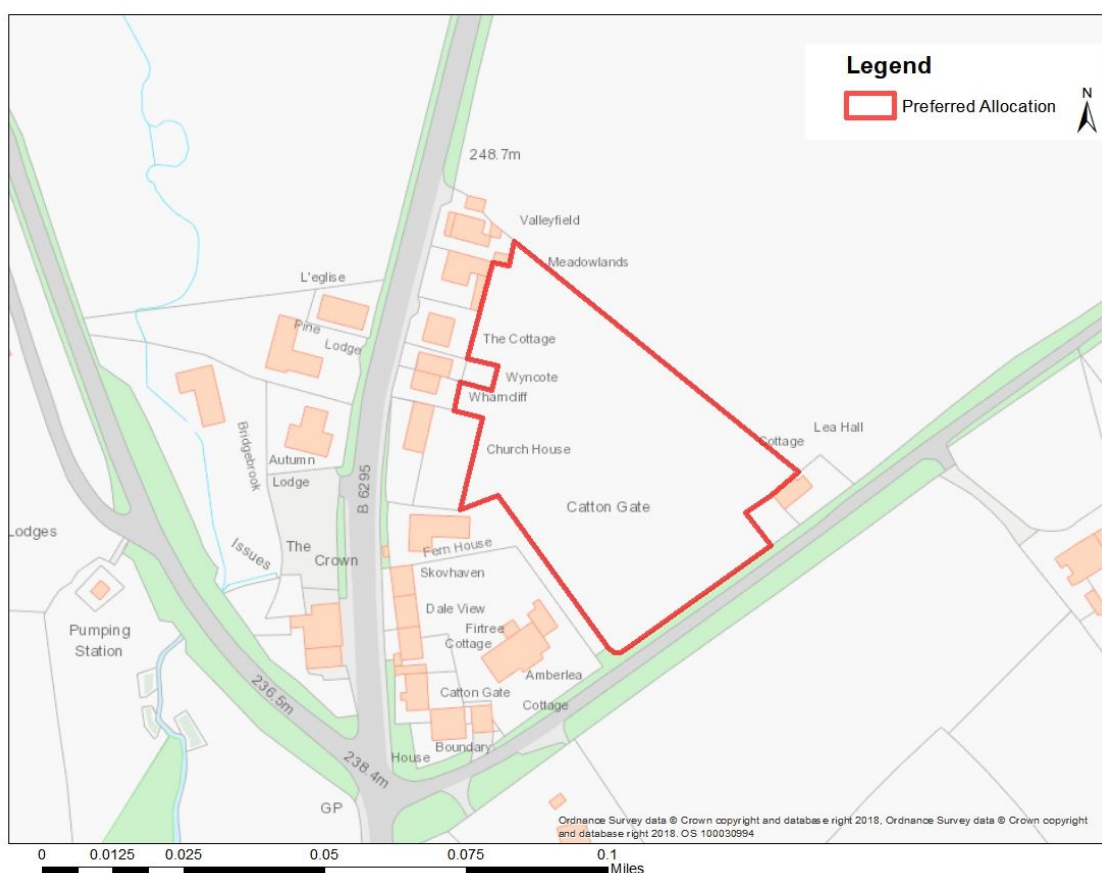 Legend
Preferred Allocation
N
248.7m
Valleyfield
Meadowlands
L'eglise
Pine
Lodge
The Cottage
Wyncote
Wharncliff
Church House
Lea Hall
Cottage
Catton Gate
Bridgebrook
Autumn
Lodge
B 6295
The
Crown
Issues
Lodges
Fern House
Skovhaven
Dale View
Firtree
Cottage
Amberlea
Pumping
Station
Catton Gate
Cottage
Boundary
House
236.5m
238.4m
GP
Ordnance Survey data © Crown copyright and database right 2018, Ordnance Survey data © Crown copyright
and database right 2018. OS 100030994
0 0.0125 0.025 0.05 0.075 0.1
Miles